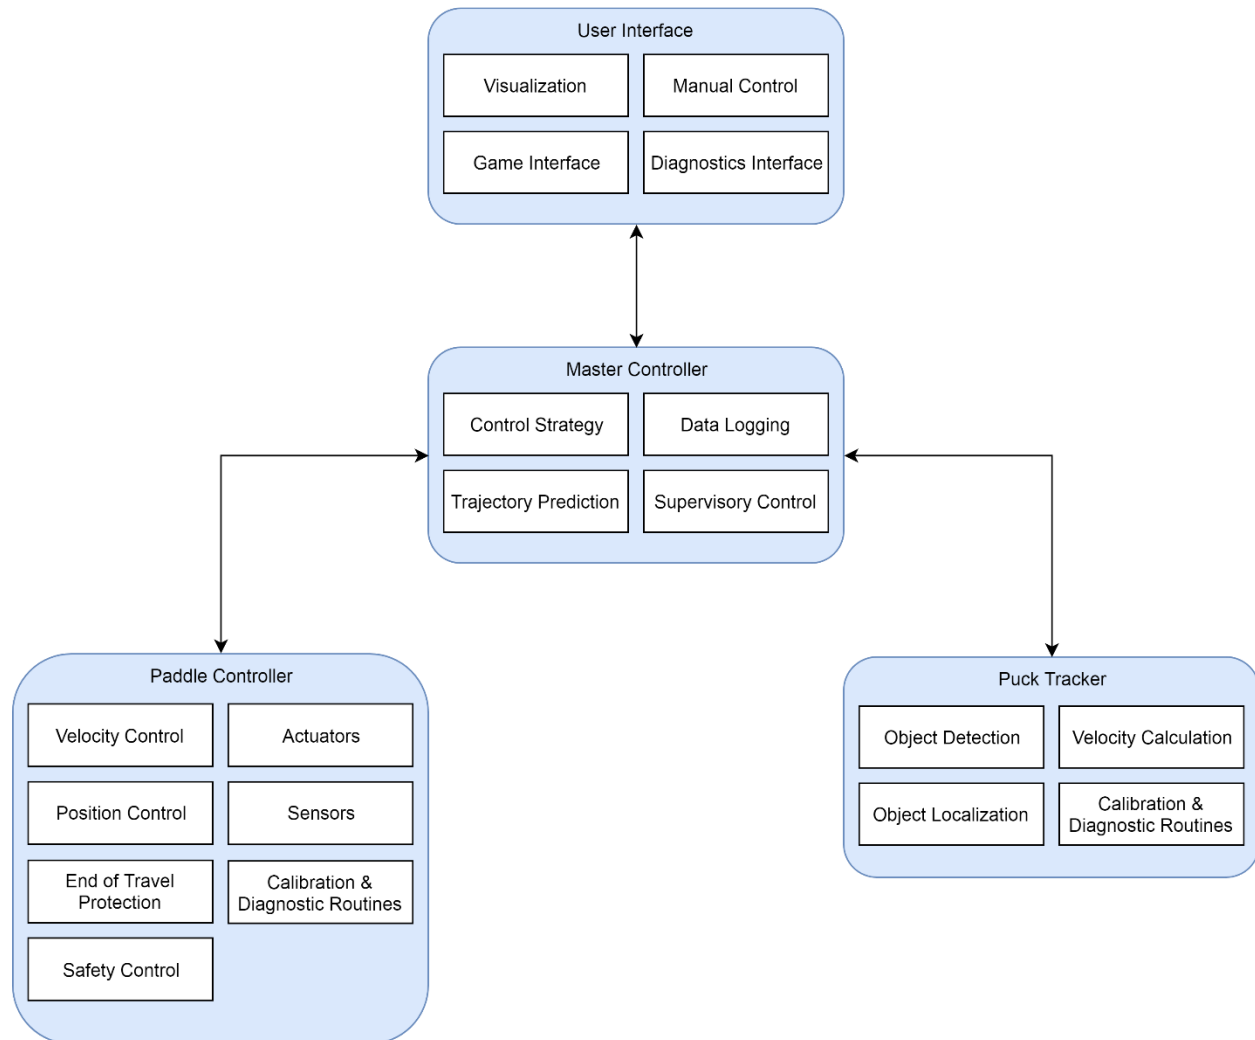 User Interface
Visualization
Manual Control
Game Interface
Diagnostics Interface
Master Controller
Control Strategy
Data Logging
Trajectory Prediction
Supervisory Control
Paddle Controller
Velocity Control
Actuators
Position Control
Sensors
End of Travel
Protection
Calibration &
Diagnostic Routines
Safety Control
Puck Tracker
Object Detection
Velocity Calculation
Object Localization
Calibration &
Diagnostic Routines